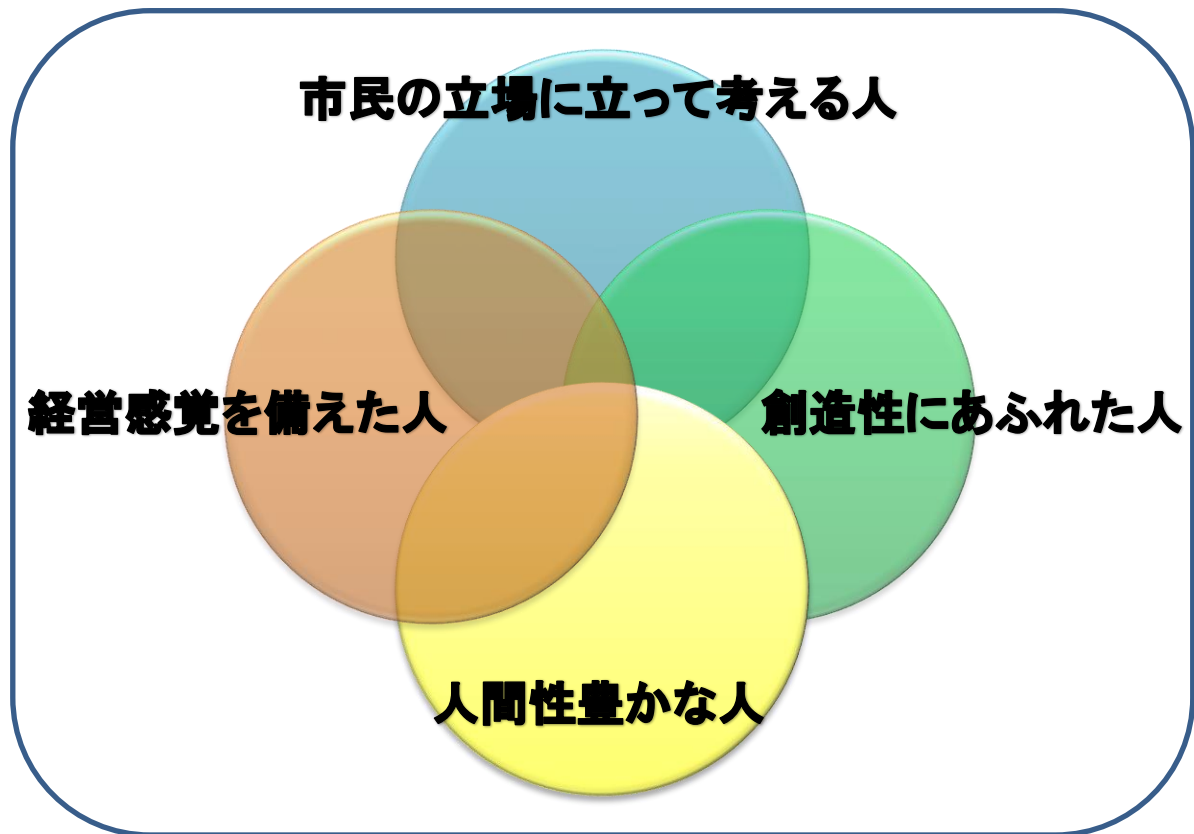 市民の立場に立って考える人
経営感覚を備えた人
創造性にあふれた人
人間性豊かな人